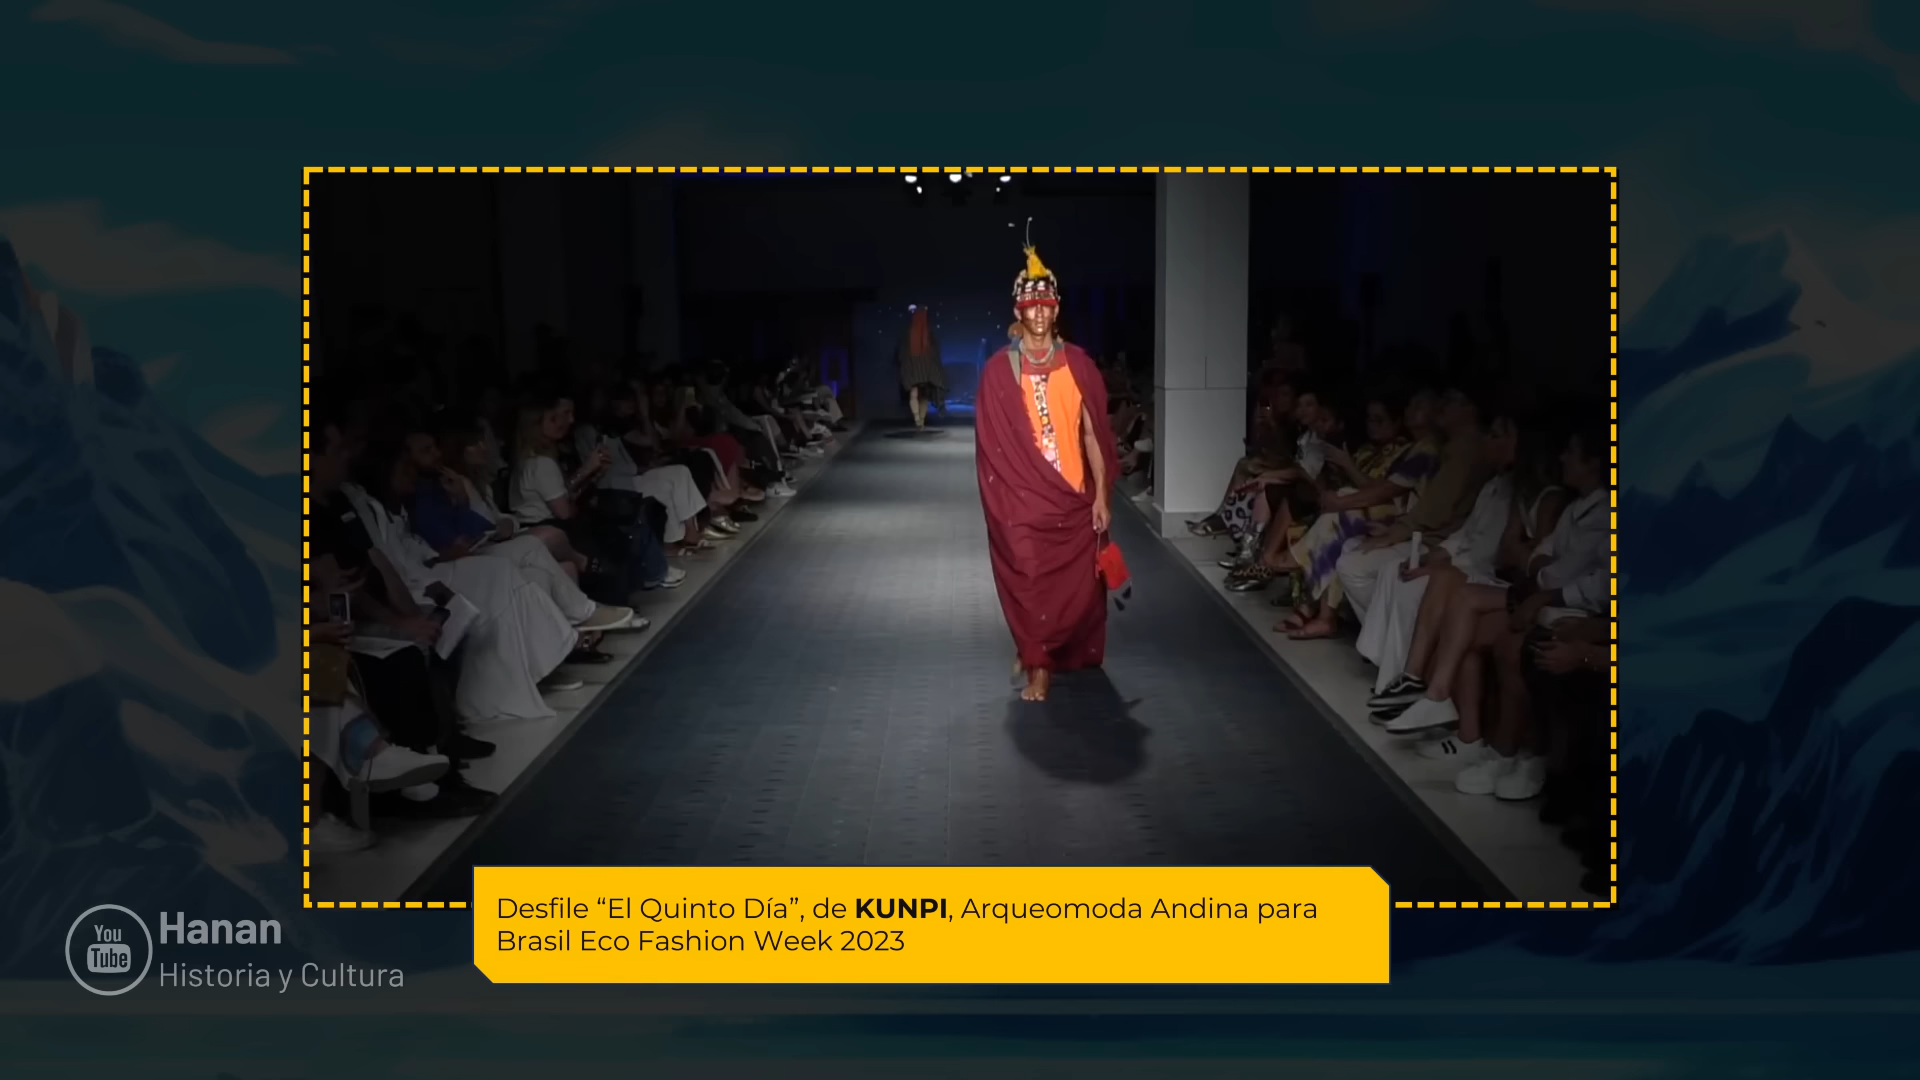 Desfile “El Quinto Día”, de KUNPI, Arqueomoda Andina para
Brasil Eco Fashion Week 2023
You
Tube
Hanan
Historia y Cultura